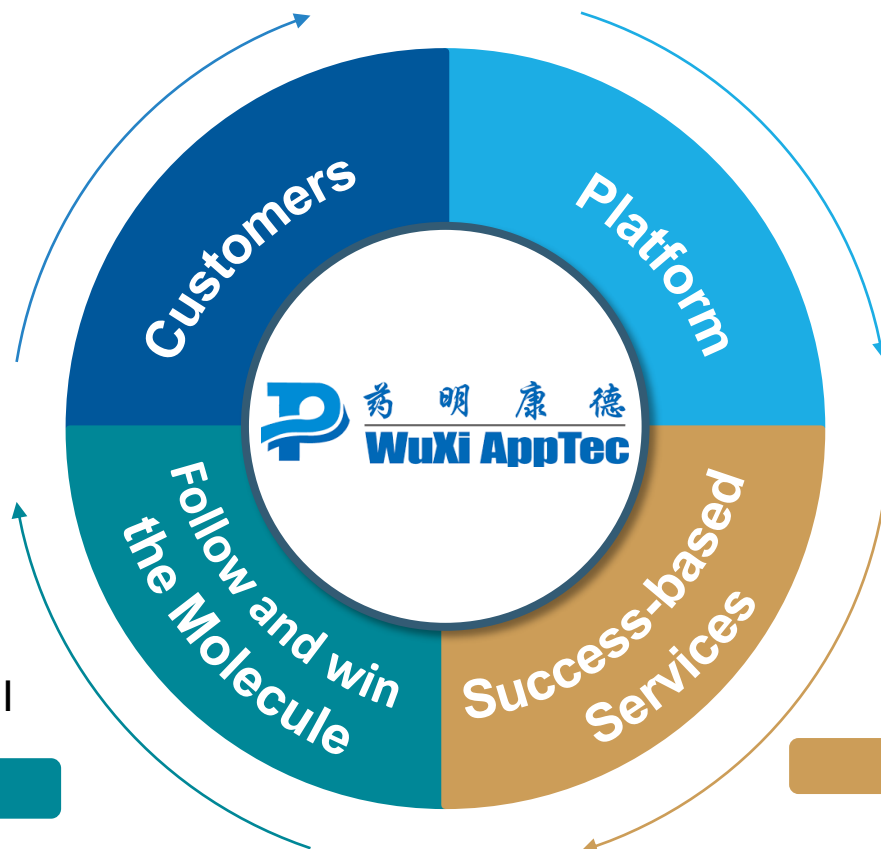 Customers
Platform
药明康德
WuXi AppTec
Follow and win
the Molecule
Success-based
Services
l